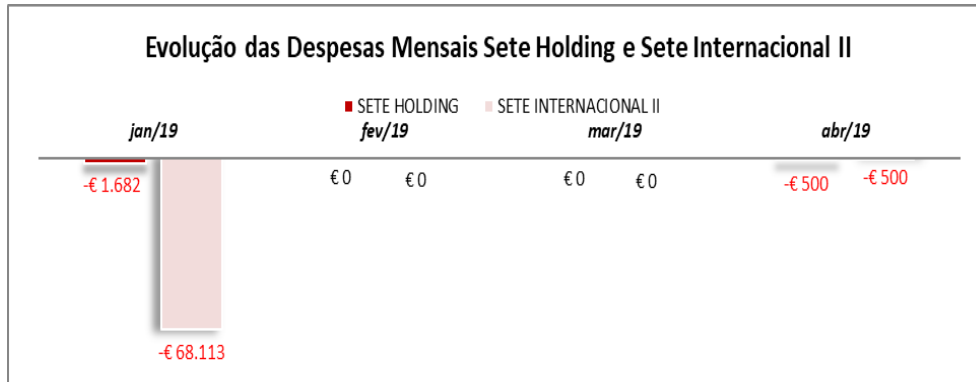 Evolução das Despesas Mensais Sete Holding e Sete Internacional II
SETE HOLDING SETE INTERNACIONAL II
jan/19 fev/19 mar/19 abr/19
-€ 1.682 € 0 € 0 € 0 € 0 -€ 500 -€ 500
-€ 68.113